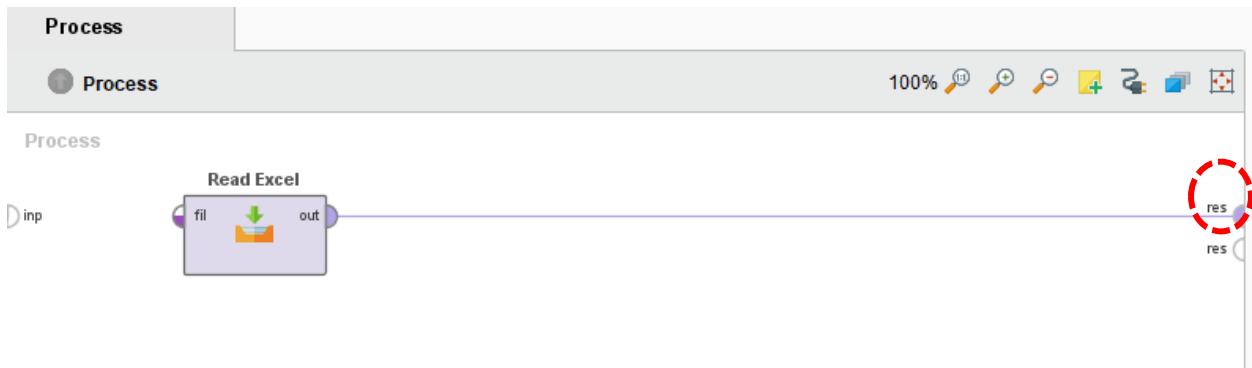 Process
Process
100%
Process
Read Excel
inp
fil
out
res
res